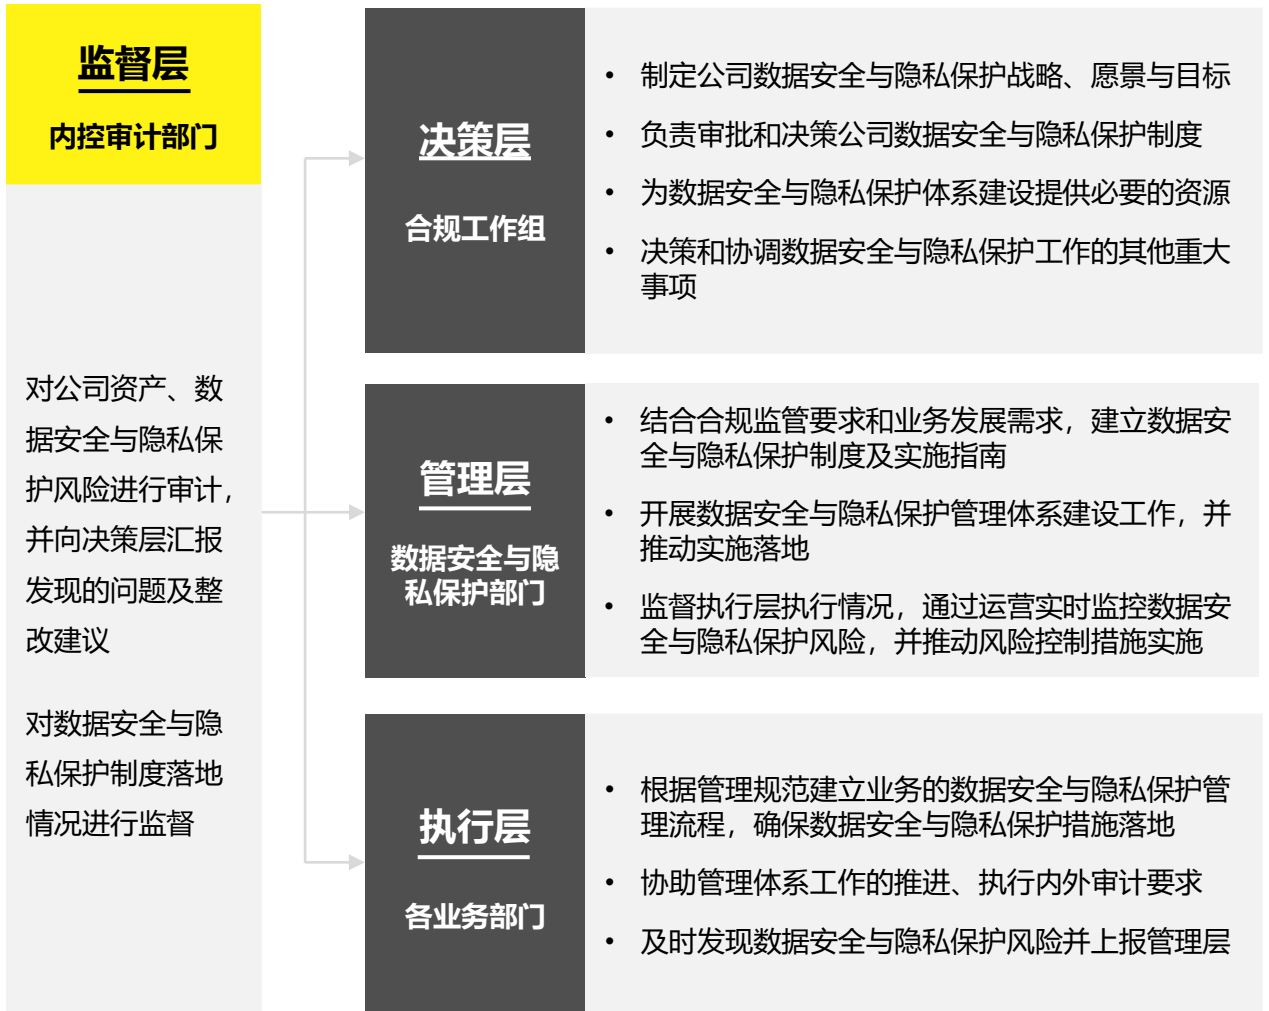 监督层
内控审计部门
对公司资产、数
据安全与隐私保
护风险进行审计，
并向决策层汇报
发现的问题及整
改建议
对数据安全与隐
私保护制度落地
情况进行监督
决策层
合规工作组
• 制定公司数据安全与隐私保护战略、愿景与目标
• 负责审批和决策公司数据安全与隐私保护制度
• 为数据安全与隐私保护体系建设提供必要的资源
• 决策和协调数据安全与隐私保护工作的其他重大
事项
管理层
数据安全与隐
私保护部门
• 结合合规监管要求和业务发展需求，建立数据安
全与隐私保护制度及实施指南
• 开展数据安全与隐私保护管理体系建设工作，并
推动实施落地
• 监督执行层执行情况，通过运营实时监控数据安
全与隐私保护风险，并推动风险控制措施实施
执行层
各业务部门
• 根据管理规范建立业务的数据安全与隐私保护管
理流程，确保数据安全与隐私保护措施落地
• 协助管理体系工作的推进、执行内外审计要求
• 及时发现数据安全与隐私保护风险并上报管理层